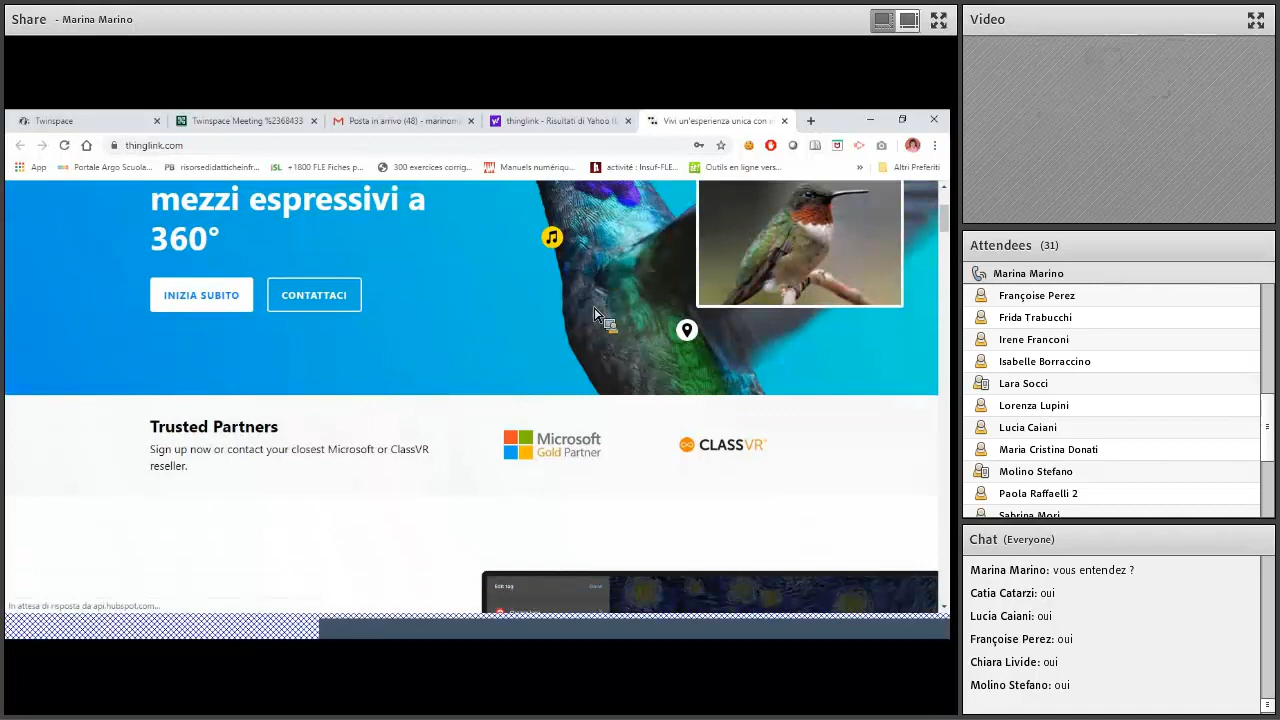 Share - Marina Marino
Twinspace
Twinspace Meeting %2368433
Posta in arrivo (48) - marinom
thinglink - Risultati di Yahoo I
Vivi un'esperienza unica con i
thinglink.com
App
Portale Argo Scuola...
PB risorsedidatticheinfr...
iSL +1800 FLE Fiches p...
300 exercices corrig...
Manuels numériqu...
h activité : Insuf-FLE...
Outils en ligne vers...
Altri Preferiti
mezzi espressivi a
360°
INIZIA SUBITO
CONTATTACI
Trusted Partners
Sign up now or contact your closest Microsoft or ClassVR
reseller.
Microsoft
Gold Partner
CLASSVR
Edit tag
In attesa di risposta da api.hubspot.com...
Video
Attendees (31)
Marina Marino
Françoise Perez
Frida Trabucchi
Irene Franconi
Isabelle Borraccino
Lara Socci
Lorenza Lupini
Lucia Caiani
Maria Cristina Donati
Molino Stefano
Paola Raffaelli 2
Sabrina Mori
Chat (Everyone)
Marina Marino: vous entendez ?
Catia Catarzi: oui
Lucia Caiani: oui
Françoise Perez: oui
Chiara Livide: oui
Molino Stefano: oui